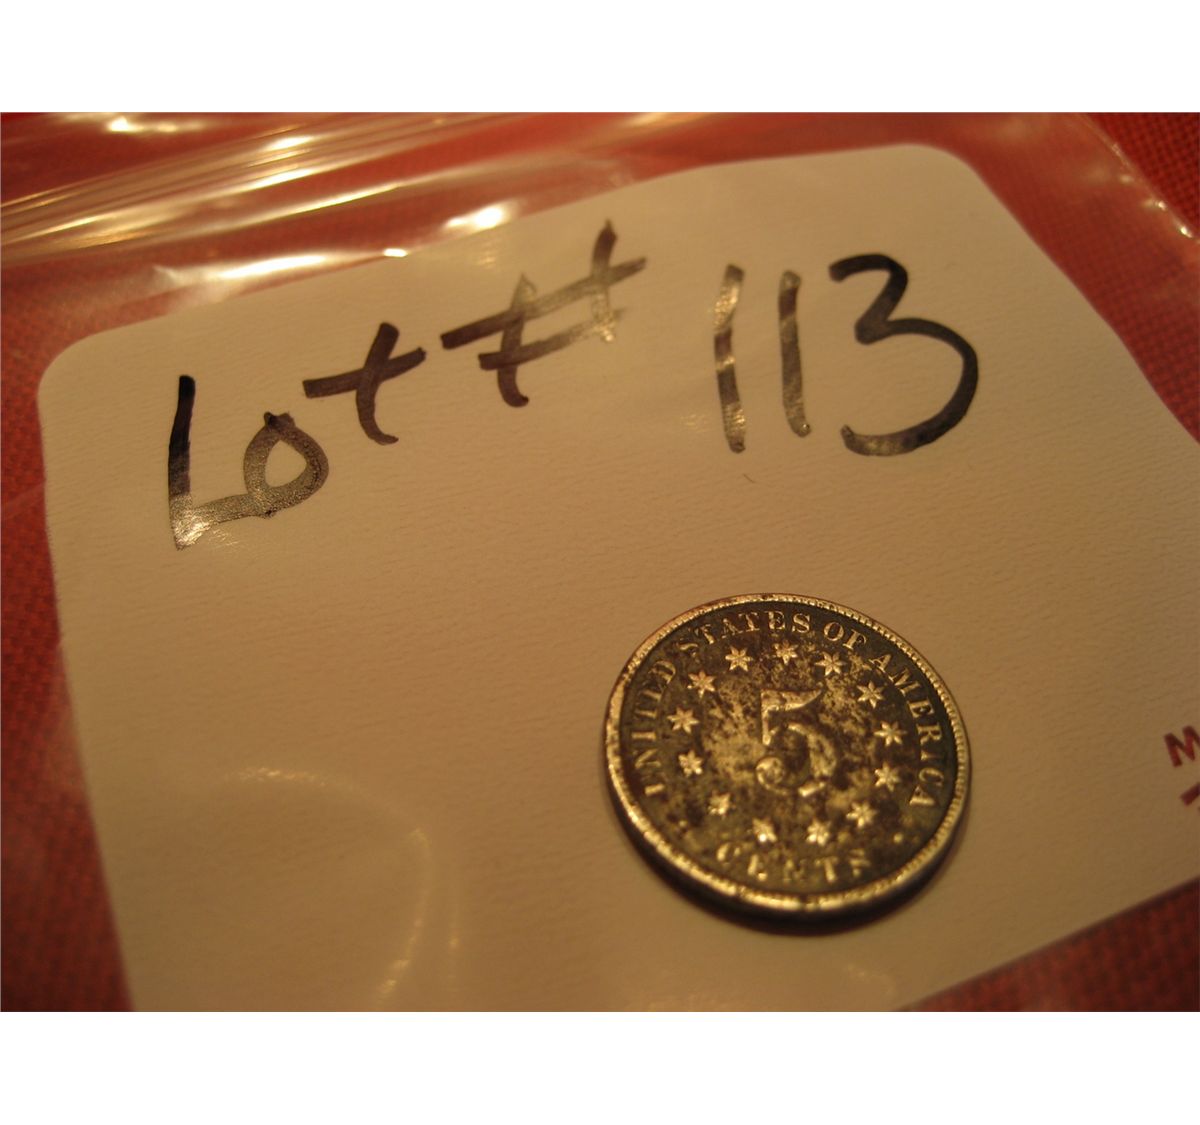 Lot # 113
UNITED STATES OF AMERICA
5
CENTS